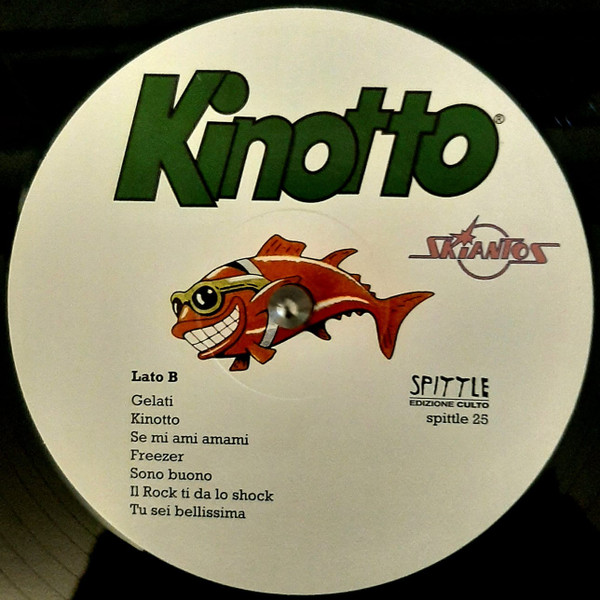 Kinotto®
SKiANTOS
Lato B
Gelati
Kinotto
Se mi ami amami
Freezer
Sono buono
Il Rock ti da lo shock
Tu sei bellissima
SPITTLE
EDIZIONE CULTO
spittle 25